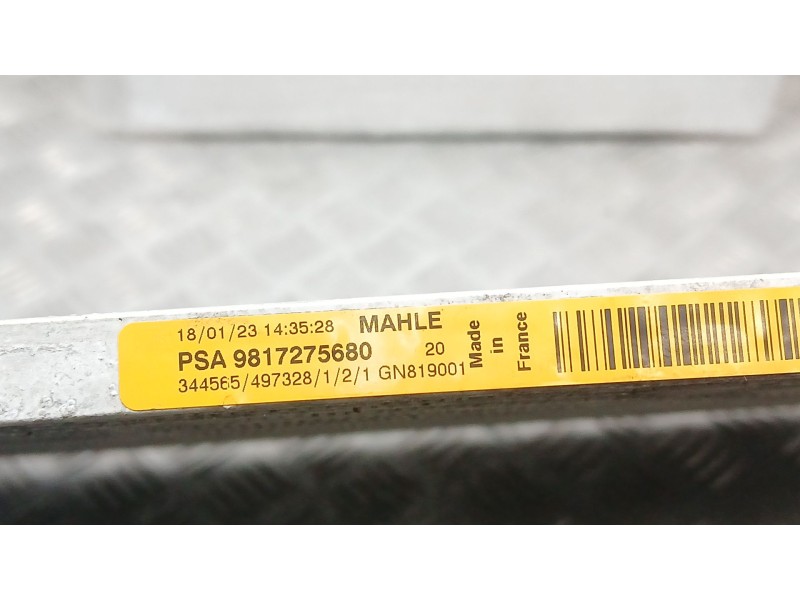 18/01/23 14:35:28 MAHLE
PSA 9817275680 20
344565/497328/1/2/1 GN819001
Made
in
France